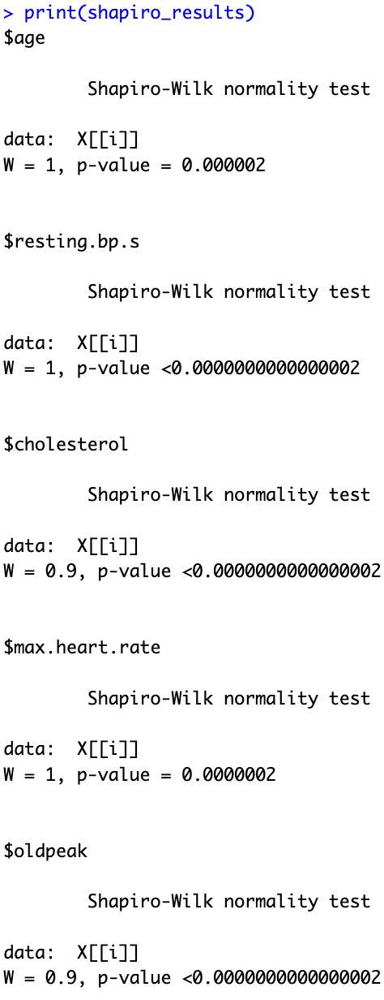 > print(shapiro_results)
$age
Shapiro-Wilk normality test
data:  X[[i]]
W = 1, p-value = 0.000002
$resting.bp.s
Shapiro-Wilk normality test
data:  X[[i]]
W = 1, p-value <0.0000000000000002
$cholesterol
Shapiro-Wilk normality test
data:  X[[i]]
W = 0.9, p-value <0.0000000000000002
$max.heart.rate
Shapiro-Wilk normality test
data:  X[[i]]
W = 1, p-value = 0.0000002
$oldpeak
Shapiro-Wilk normality test
data:  X[[i]]
W = 0.9, p-value <0.0000000000000002